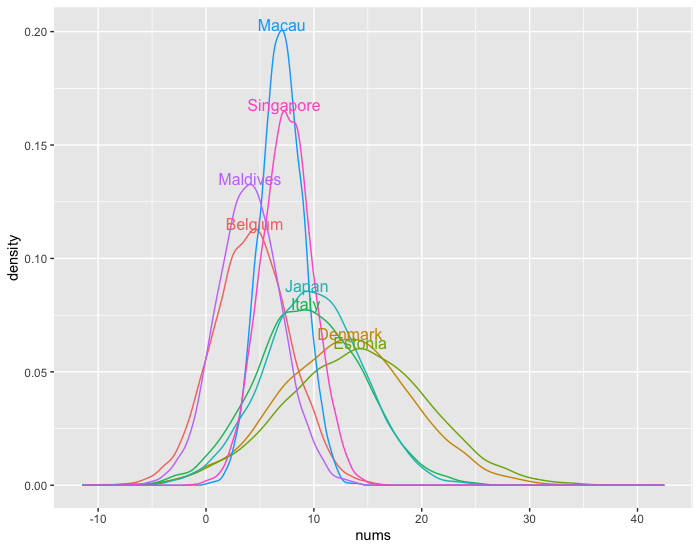 Macau
0.20
Singapore
0.15
Maldives
Belgium
0.10
density
Japan
Italy
Denmark
Estonia
0.05
0.00
-10 0 10 20 30 40
nums